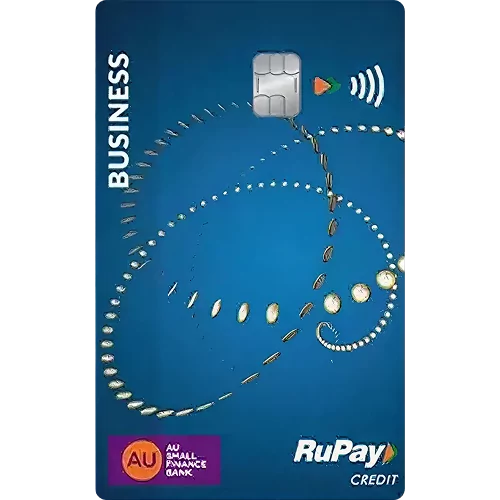 BUSINESS
AU
AU
SMALL
FINANCE
BANK
RuPay
CREDIT